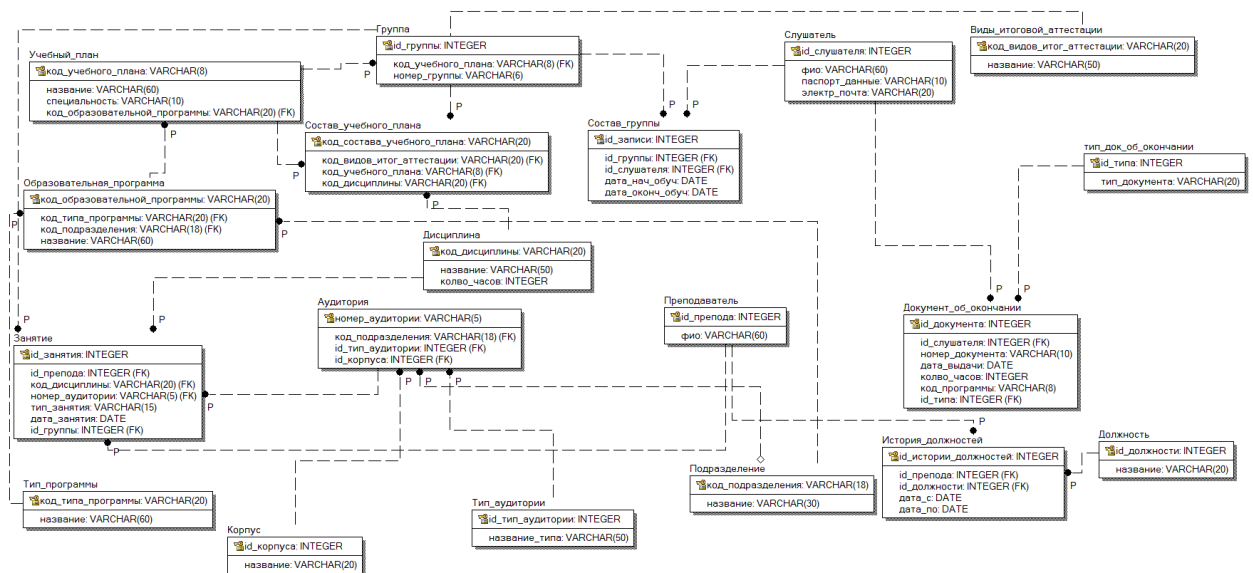 Группа
id_группы: INTEGER
код_учебного_плана: VARCHAR(8) (FK)
номер_группы: VARCHAR(6)
Слушатель
id_слушателя: INTEGER
фио: VARCHAR(60)
паспорт_данные: VARCHAR(10)
электр_почта: VARCHAR(20)
Виды_итоговой_аттестации
код_видов_итог_аттестации: VARCHAR(20)
название: VARCHAR(50)
Учебный_план
код_учебного_плана: VARCHAR(8)
название: VARCHAR(60)
специальность: VARCHAR(10)
код_образовательной_программы: VARCHAR(20) (FK)
P
P
P
P
P
P
Состав_учебного_плана
код_состава_учебного_плана: VARCHAR(20)
код_видов_итог_аттестации: VARCHAR(20) (FK)
код_учебного_плана: VARCHAR(8) (FK)
код_дисциплины: VARCHAR(20) (FK)
Состав_группы
id_записи: INTEGER
id_группы: INTEGER (FK)
id_слушателя: INTEGER (FK)
дата_нач_обуч: DATE
дата_оконч_обуч: DATE
тип_док_об_окончании
id_типа: INTEGER
тип_документа: VARCHAR(20)
Образовательная_программа
код_образовательной_программы: VARCHAR(20)
код_типа_программы: VARCHAR(20) (FK)
код_подразделения: VARCHAR(18) (FK)
название: VARCHAR(60)
P
P
P
Дисциплина
код_дисциплины: VARCHAR(20)
название: VARCHAR(50)
колво_часов: INTEGER
P
P
P
P
Аудитория
номер_аудитории: VARCHAR(5)
код_подразделения: VARCHAR(18) (FK)
id_тип_аудитории: INTEGER (FK)
id_корпуса: INTEGER (FK)
Преподаватель
id_препода: INTEGER
фио: VARCHAR(60)
Документ_об_окончании
id_документа: INTEGER
id_слушателя: INTEGER (FK)
номер_документа: VARCHAR(10)
дата_выдачи: DATE
колво_часов: INTEGER
код_программы: VARCHAR(8)
id_типа: INTEGER (FK)
Занятие
id_занятия: INTEGER
id_препода: INTEGER (FK)
код_дисциплины: VARCHAR(20) (FK)
номер_аудитории: VARCHAR(5) (FK)
тип_занятия: VARCHAR(15)
дата_занятия: DATE
id_группы: INTEGER (FK)
P
P
P
P
P
P
История_должностей
id_истории_должностей: INTEGER
id_препода: INTEGER (FK)
id_должности: INTEGER (FK)
дата_с: DATE
дата_по: DATE
P
Должность
id_должности: INTEGER
название: VARCHAR(20)
Подразделение
код_подразделения: VARCHAR(18)
название: VARCHAR(30)
Тип_программы
код_типа_программы: VARCHAR(20)
название: VARCHAR(60)
Тип_аудитории
id_тип_аудитории: INTEGER
название_типа: VARCHAR(50)
Корпус
id_корпуса: INTEGER
название: VARCHAR(20)